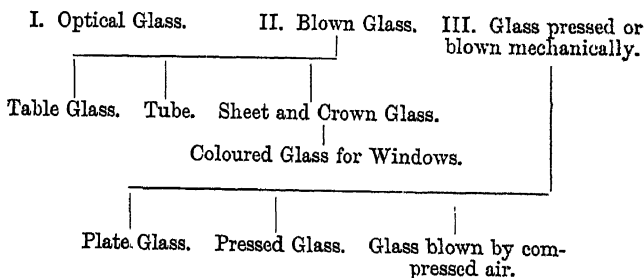 I. Optical Glass. II. Blown Glass. III. Glass pressed or
blown mechanically.
Table Glass. Tube. Sheet and Crown Glass.
Coloured Glass for Windows.
Plate Glass. Pressed Glass. Glass blown by com-
pressed air.